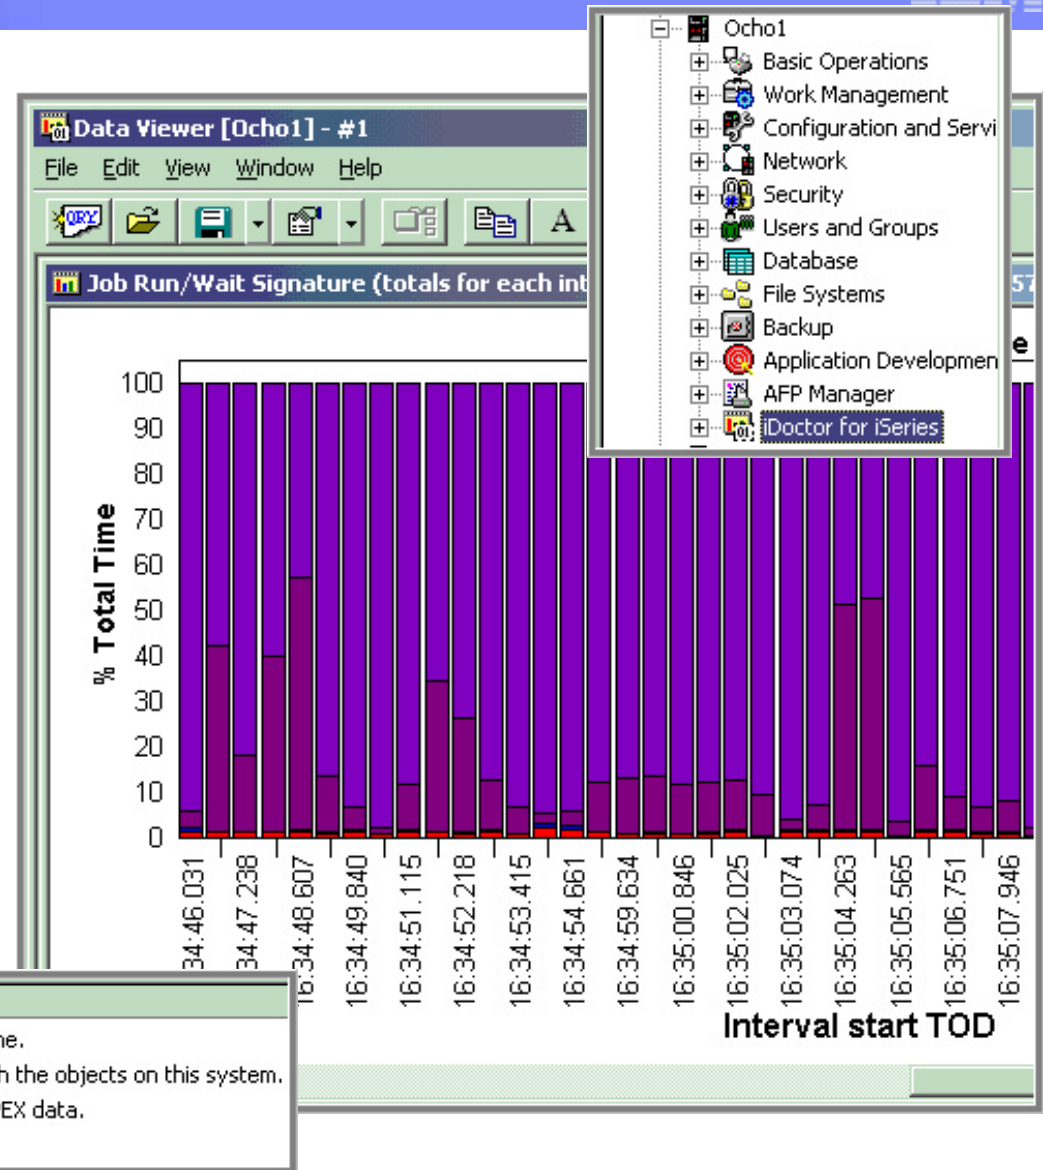 Ocho1
Basic Operations
Work Management
Configuration and Servi
Network
Security
Users and Groups
Database
File Systems
Backup
Application Developmen
AFP Manager
iDoctor for iSeries
Data Viewer [Ocho1] - #1
File Edit View Window Help
QRY
A
Job Run/Wait Signature (totals for each int
57
e
% Total Time
100
90
80
70
60
50
40
30
20
10
0
34:46.031
34:47.238
16:34:48.607
16:34:49.840
16:34:51.115
16:34:52.218
16:34:53.415
16:34:54.661
16:34:59.634
16:35:00.846
16:35:02.025
16:35:03.074
16:35:04.263
16:35:05.565
16:35:06.751
16:35:07.946
Interval start TOD
ne.
h the objects on this system.
EX data.